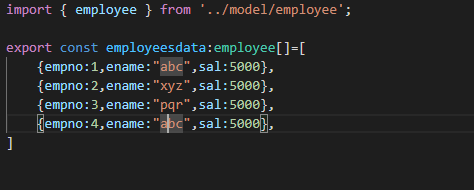 import { employee } from '../model/employee';
export const employeesdata:employee[]=[
{empno:1,ename:"abc",sal:5000},
{empno:2,ename:"xyz",sal:5000},
{empno:3,ename:"pqr",sal:5000},
{empno:4,ename:"abc",sal:5000},
]